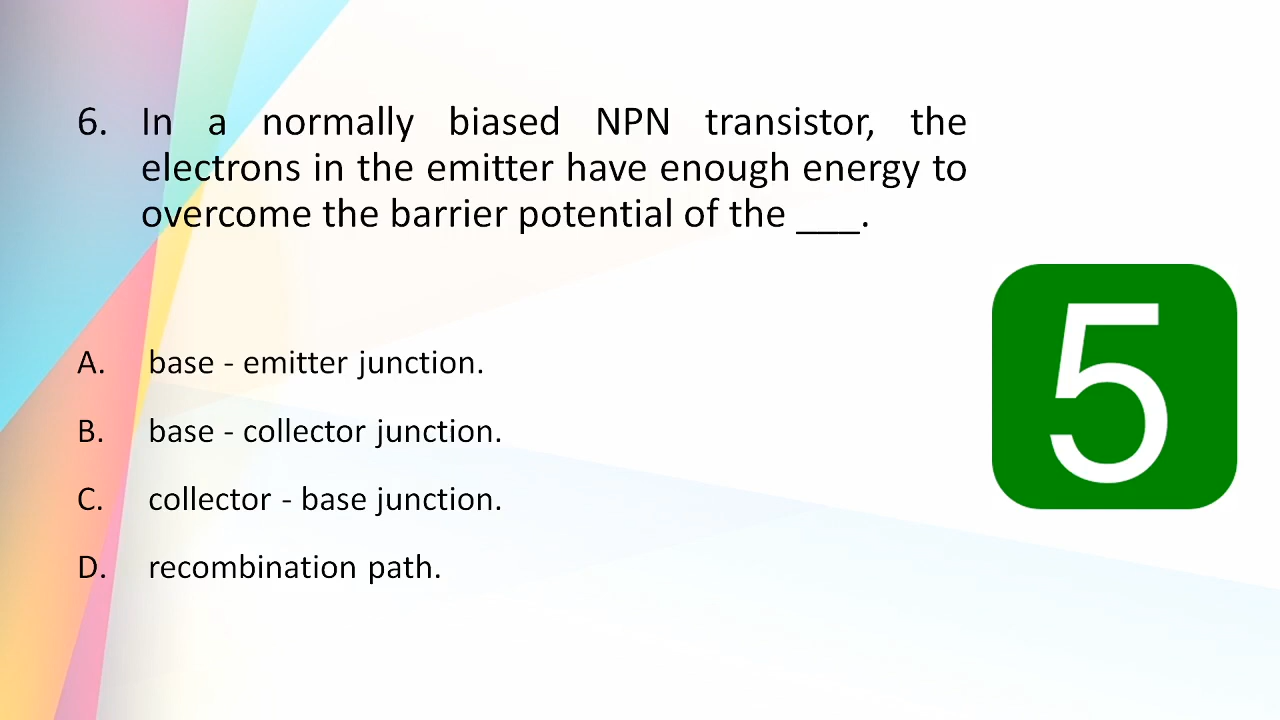 6. In a normally biased NPN transistor, the
electrons in the emitter have enough energy to
overcome the barrier potential of the ___.
A. base - emitter junction.
B. base - collector junction.
5
C. collector - base junction.
D. recombination path.